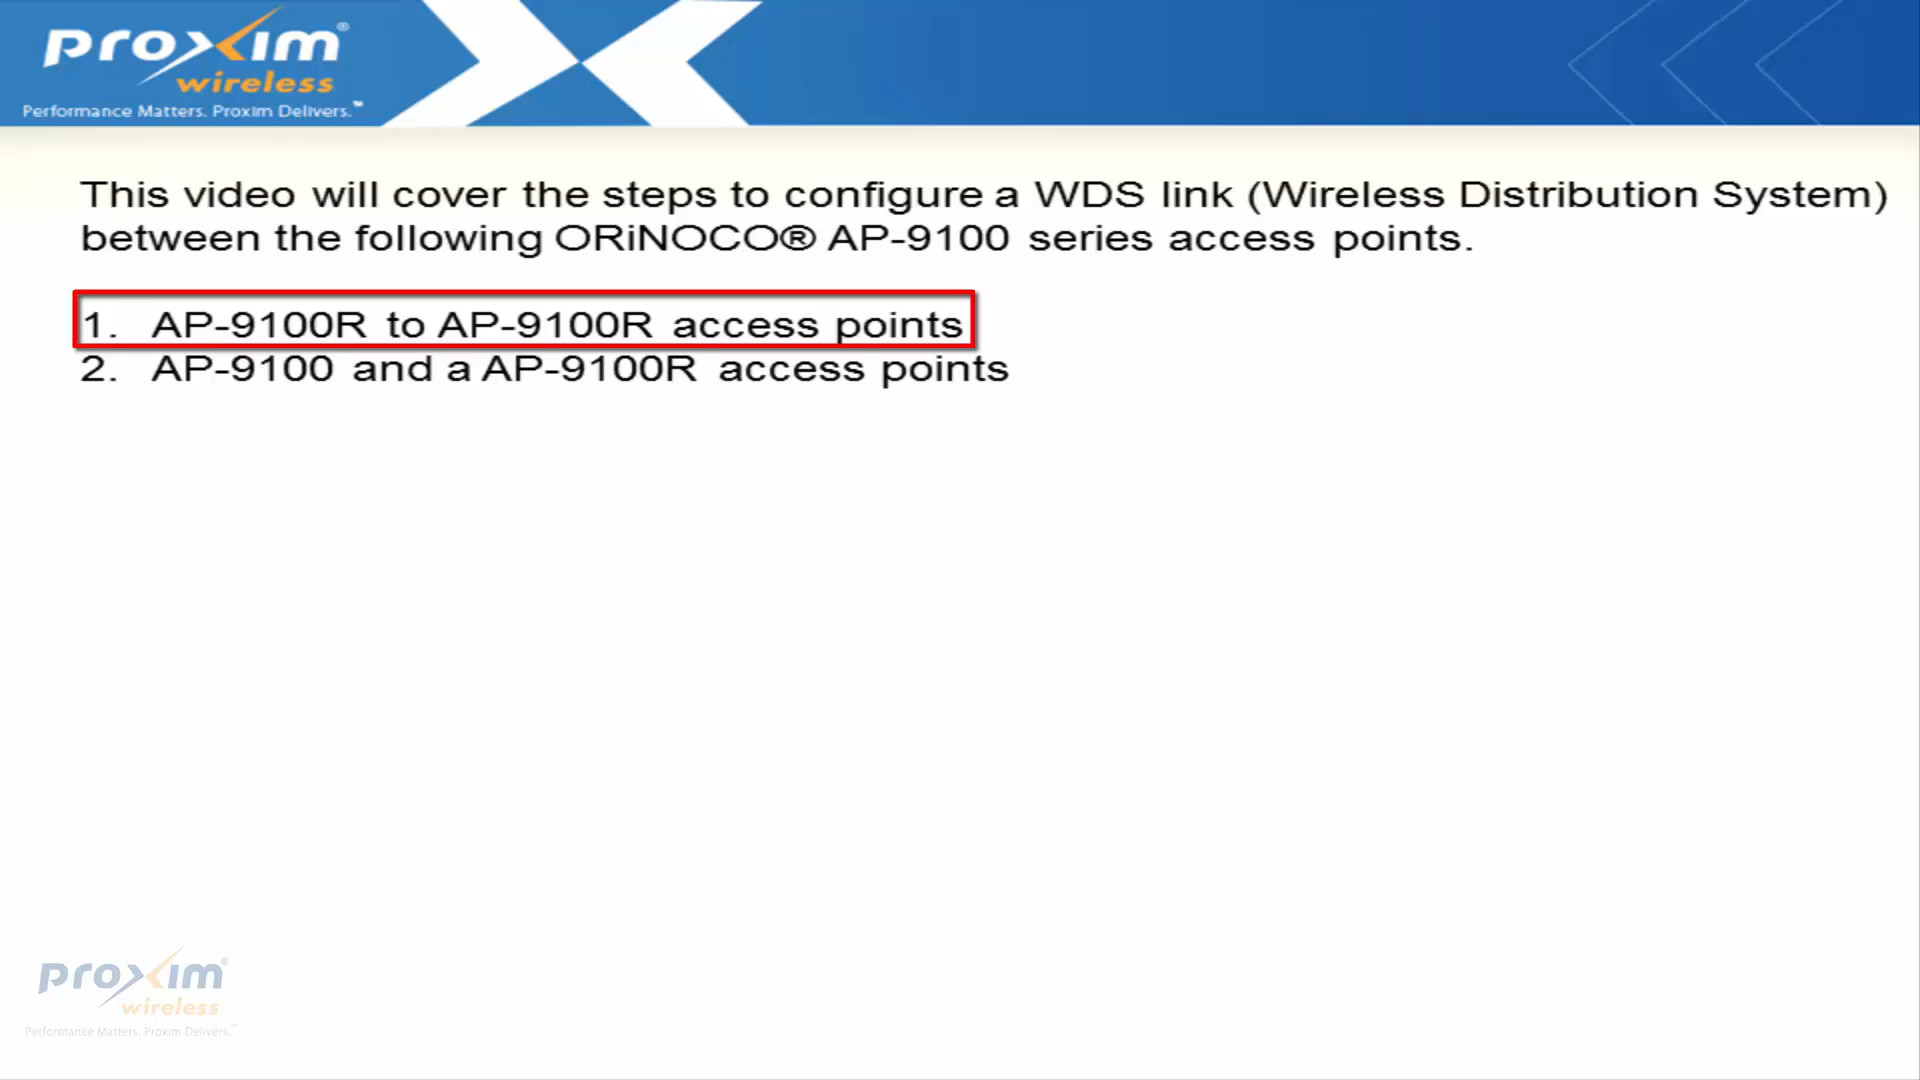 proxim®
wireless
Performance Matters. Proxim Delivers.™
This video will cover the steps to configure a WDS link (Wireless Distribution System)
between the following ORiNOCO® AP-9100 series access points.
1. AP-9100R to AP-9100R access points
2. AP-9100 and a AP-9100R access points
proxim®
wireless
Performance Matters. Proxim Delivers.™